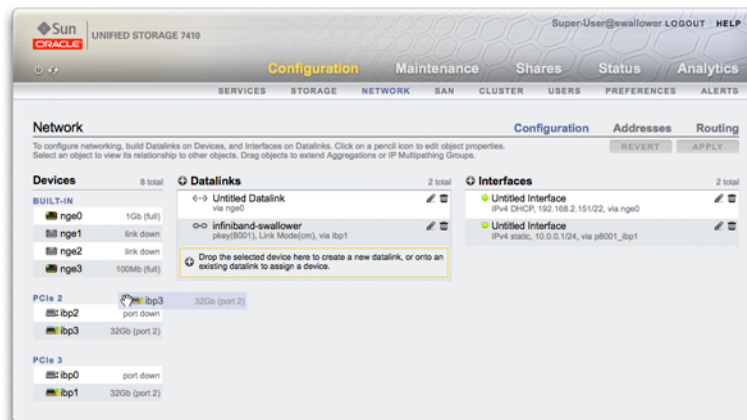 Sun
ORACLE
UNIFIED STORAGE 7410
Super-User@swallower LOGOUT HELP
Configuration Maintenance Shares Status Analytics
SERVICES STORAGE NETWORK SAN CLUSTER USERS PREFERENCES ALERTS
Network
Configuration Addresses Routing
To configure networking, build Datalinks on Devices, and Interfaces on Datalinks. Click on a pencil icon to edit object properties.
Select an object to view its relationship to other objects. Drag objects to extend Aggregations or IP Multipathing Groups.
REVERT APPLY
Devices 8 total
BUILT-IN
nge0 1Gb (full)
nge1 link down
nge2 link down
nge3 100Mb (full)
PCIe 2
ibp2 port down
ibp3 32Gb (port 2)
PCIe 3
ibp0 port down
ibp1 32Gb (port 2)
ibp3 32Gb (port 2)
Datalinks 2 total
Untitled Datalink
via nge0
infiniband-swallower
pkey(8001), Link Mode(cm), via ibp1
Drop the selected device here to create a new datalink, or onto an
existing datalink to assign a device.
Interfaces 2 total
Untitled Interface
IPv4 DHCP, 192.168.2.151/22, via nge0
Untitled Interface
IPv4 static, 10.0.0.1/24, via p8001_ibp1